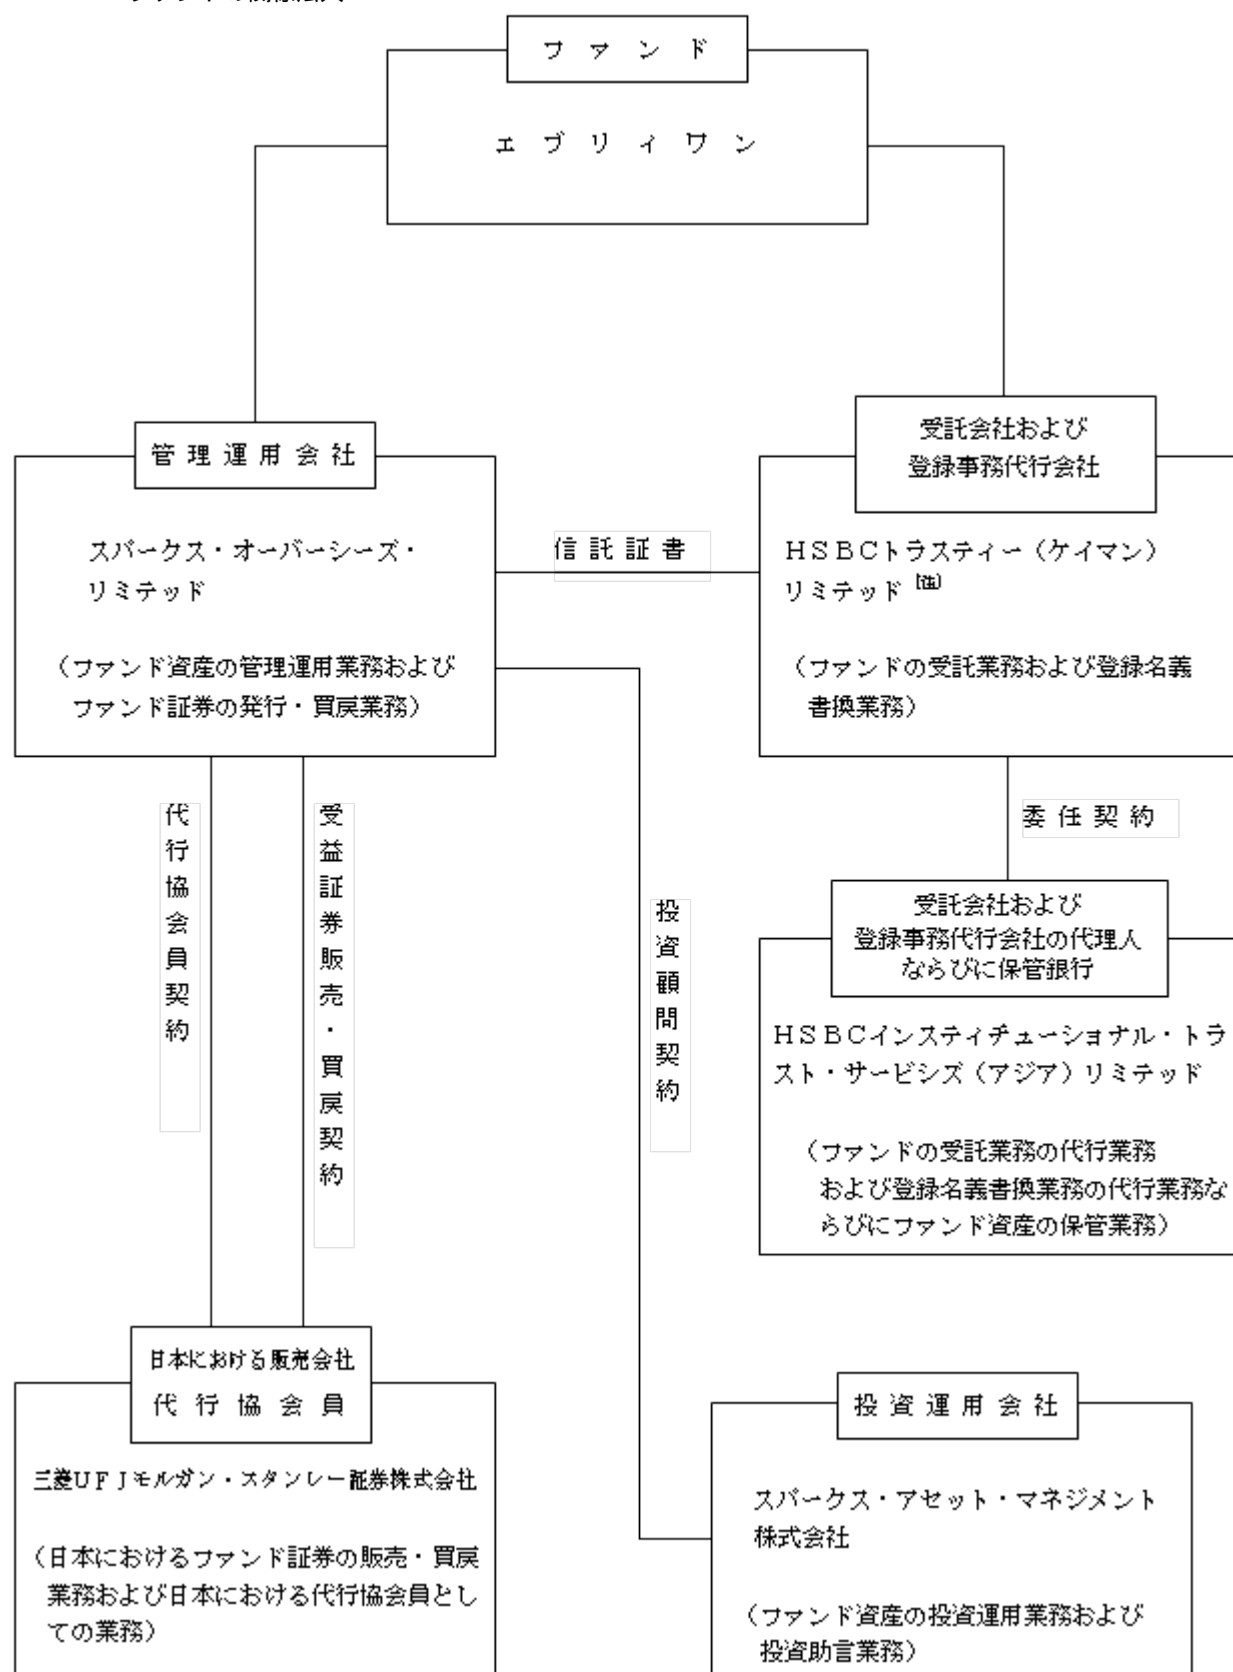 ファンド
エブリィワン
管理運用会社
スパークス・オーバーシーズ・
リミテッド
(ファンド資産の管理運用業務および
ファンド証券の発行・買戻業務)
信託証書
受託会社および
登録事務代行会社
HSBCトラスティー(ケイマン)
リミテッド
(ファンドの受託業務および登録名義
書換業務)
代行協会員契約
受益証券販売・買戻契約
投資顧問契約
委任契約
受託会社および
登録事務代行会社の代理人
ならびに保管銀行
HSBCインスティチューショナル・トラ
スト・サービシズ(アジア)リミテッド
(ファンドの受託業務の代行業務
および登録名義書換業務の代行業務な
らびにファンド資産の保管業務)
日本における販売会社
代行協会員
三菱UFJモルガン・スタンレー証券株式会社
(日本におけるファンド証券の販売・買戻
業務および日本における代行協会員とし
ての業務)
投資運用会社
スパークス・アセット・マネジメント
株式会社
(ファンド資産の投資運用業務および
投資助言業務)